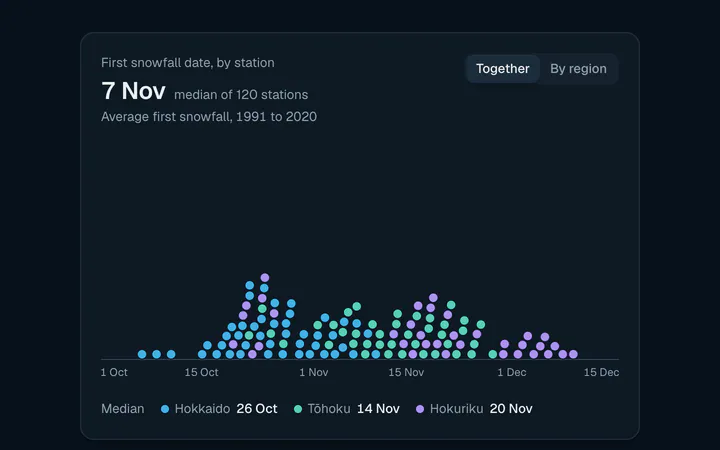 First snowfall date, by station
7 Nov median of 120 stations
Average first snowfall, 1991 to 2020
Together By region
1 Oct 15 Oct 1 Nov 15 Nov 1 Dec 15 Dec
Median Hokkaido 26 Oct Tōhoku 14 Nov Hokuriku 20 Nov